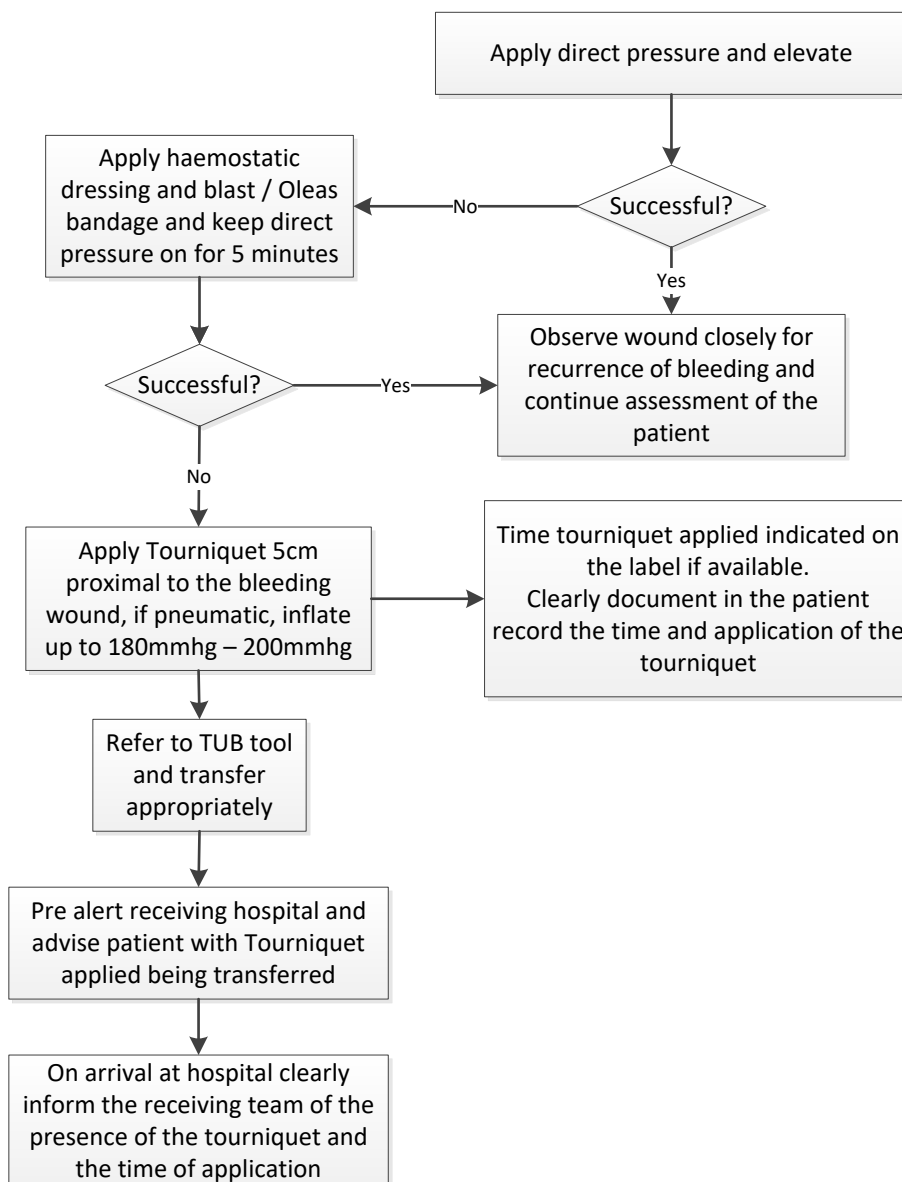 Apply direct pressure and elevate
Successful?
No
Yes
Apply haemostatic
dressing and blast / Oleas
bandage and keep direct
pressure on for 5 minutes
Observe wound closely for
recurrence of bleeding and
continue assessment of the
patient
Successful?
Yes
No
Apply Tourniquet 5cm
proximal to the bleeding
wound, if pneumatic, inflate
up to 180mmhg – 200mmhg
Time tourniquet applied indicated on
the label if available.
Clearly document in the patient
record the time and application of the
tourniquet
Refer to TUB tool
and transfer
appropriately
Pre alert receiving hospital and
advise patient with Tourniquet
applied being transferred
On arrival at hospital clearly
inform the receiving team of the
presence of the tourniquet and
the time of application